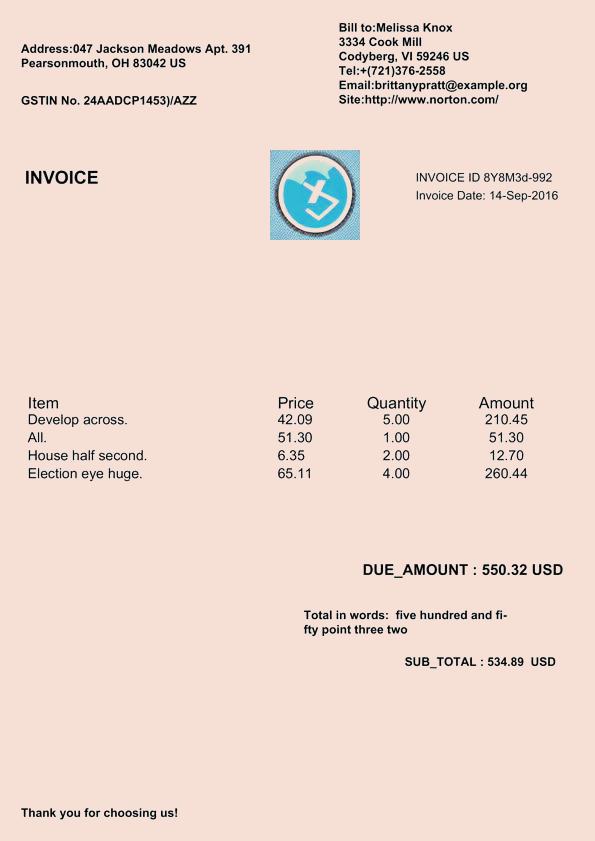 Address:047 Jackson Meadows Apt. 391
Pearsonmouth, OH 83042 US
GSTIN No. 24AADCP1453)/AZZ
Bill to:Melissa Knox
3334 Cook Mill
Codyberg, VI 59246 US
Tel:+(721)376-2558
Email:brittanypratt@example.org
Site:http://www.norton.com/
INVOICE
INVOICE ID 8Y8M3d-992
Invoice Date: 14-Sep-2016
Item Price Quantity Amount
Develop across. 42.09 5.00 210.45
All. 51.30 1.00 51.30
House half second. 6.35 2.00 12.70
Election eye huge. 65.11 4.00 260.44
DUE_AMOUNT : 550.32 USD
Total in words: five hundred and fi-
fty point three two
SUB_TOTAL : 534.89 USD
Thank you for choosing us!